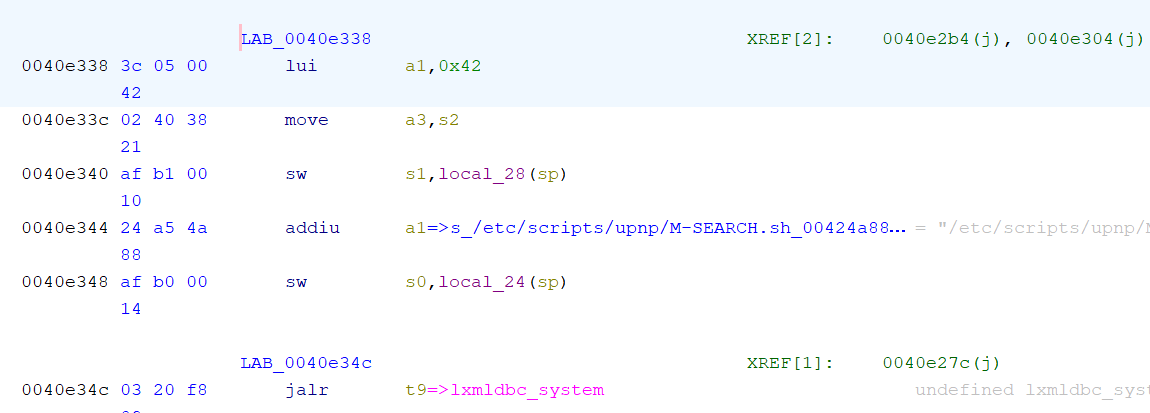 LAB_0040e338 XREF[2]: 0040e2b4(j), 0040e304(j)
0040e338 3c 05 00 lui a1,0x42
42
0040e33c 02 40 38 move a3,s2
21
0040e340 af b1 00 sw s1,local_28(sp)
10
0040e344 24 a5 4a addiu a1=>s_/etc/scripts/upnp/M-SEARCH.sh_00424a88... = "/etc/scripts/upnp/M
88
0040e348 af b0 00 sw s0,local_24(sp)
14
LAB_0040e34c XREF[1]: 0040e27c(j)
0040e34c 03 20 f8 jalr t9=>lxmldbc_system undefined lxmldbc_syst